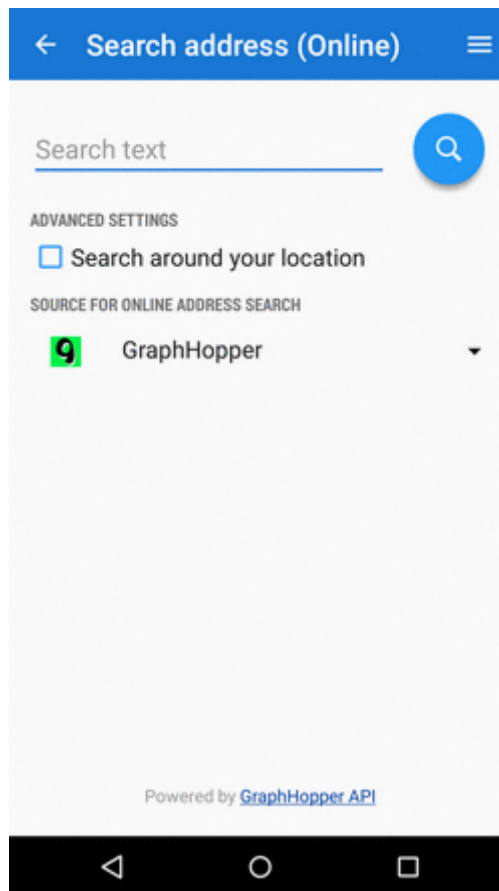 Search address (Online)
Search text
ADVANCED SETTINGS
Search around your location
SOURCE FOR ONLINE ADDRESS SEARCH
9 GraphHopper
Powered by GraphHopper API